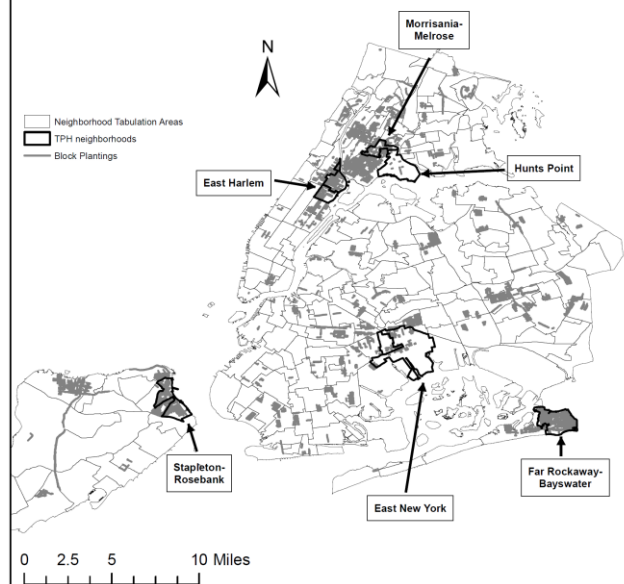 Morrisania-
Melrose
N
Neighborhood Tabulation Areas
TPH neighborhoods
Block Plantings
East Harlem
Hunts Point
Stapleton-
Rosebank
Far Rockaway-
Bayswater
East New York
0 2.5 5 10 Miles